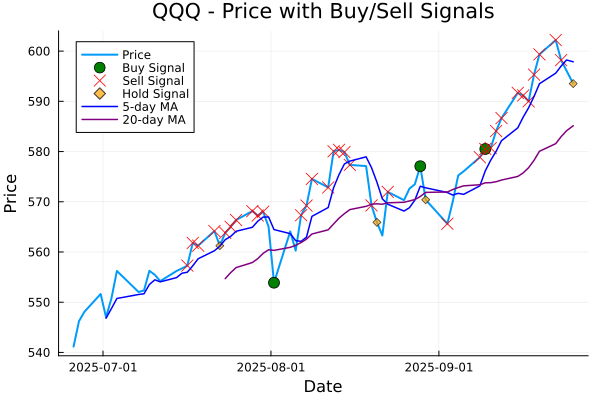 QQQ - Price with Buy/Sell Signals
Price
Buy Signal
Sell Signal
Hold Signal
5-day MA
20-day MA
600
590
580
570
560
550
540
Price
2025-07-01
2025-08-01
2025-09-01
Date